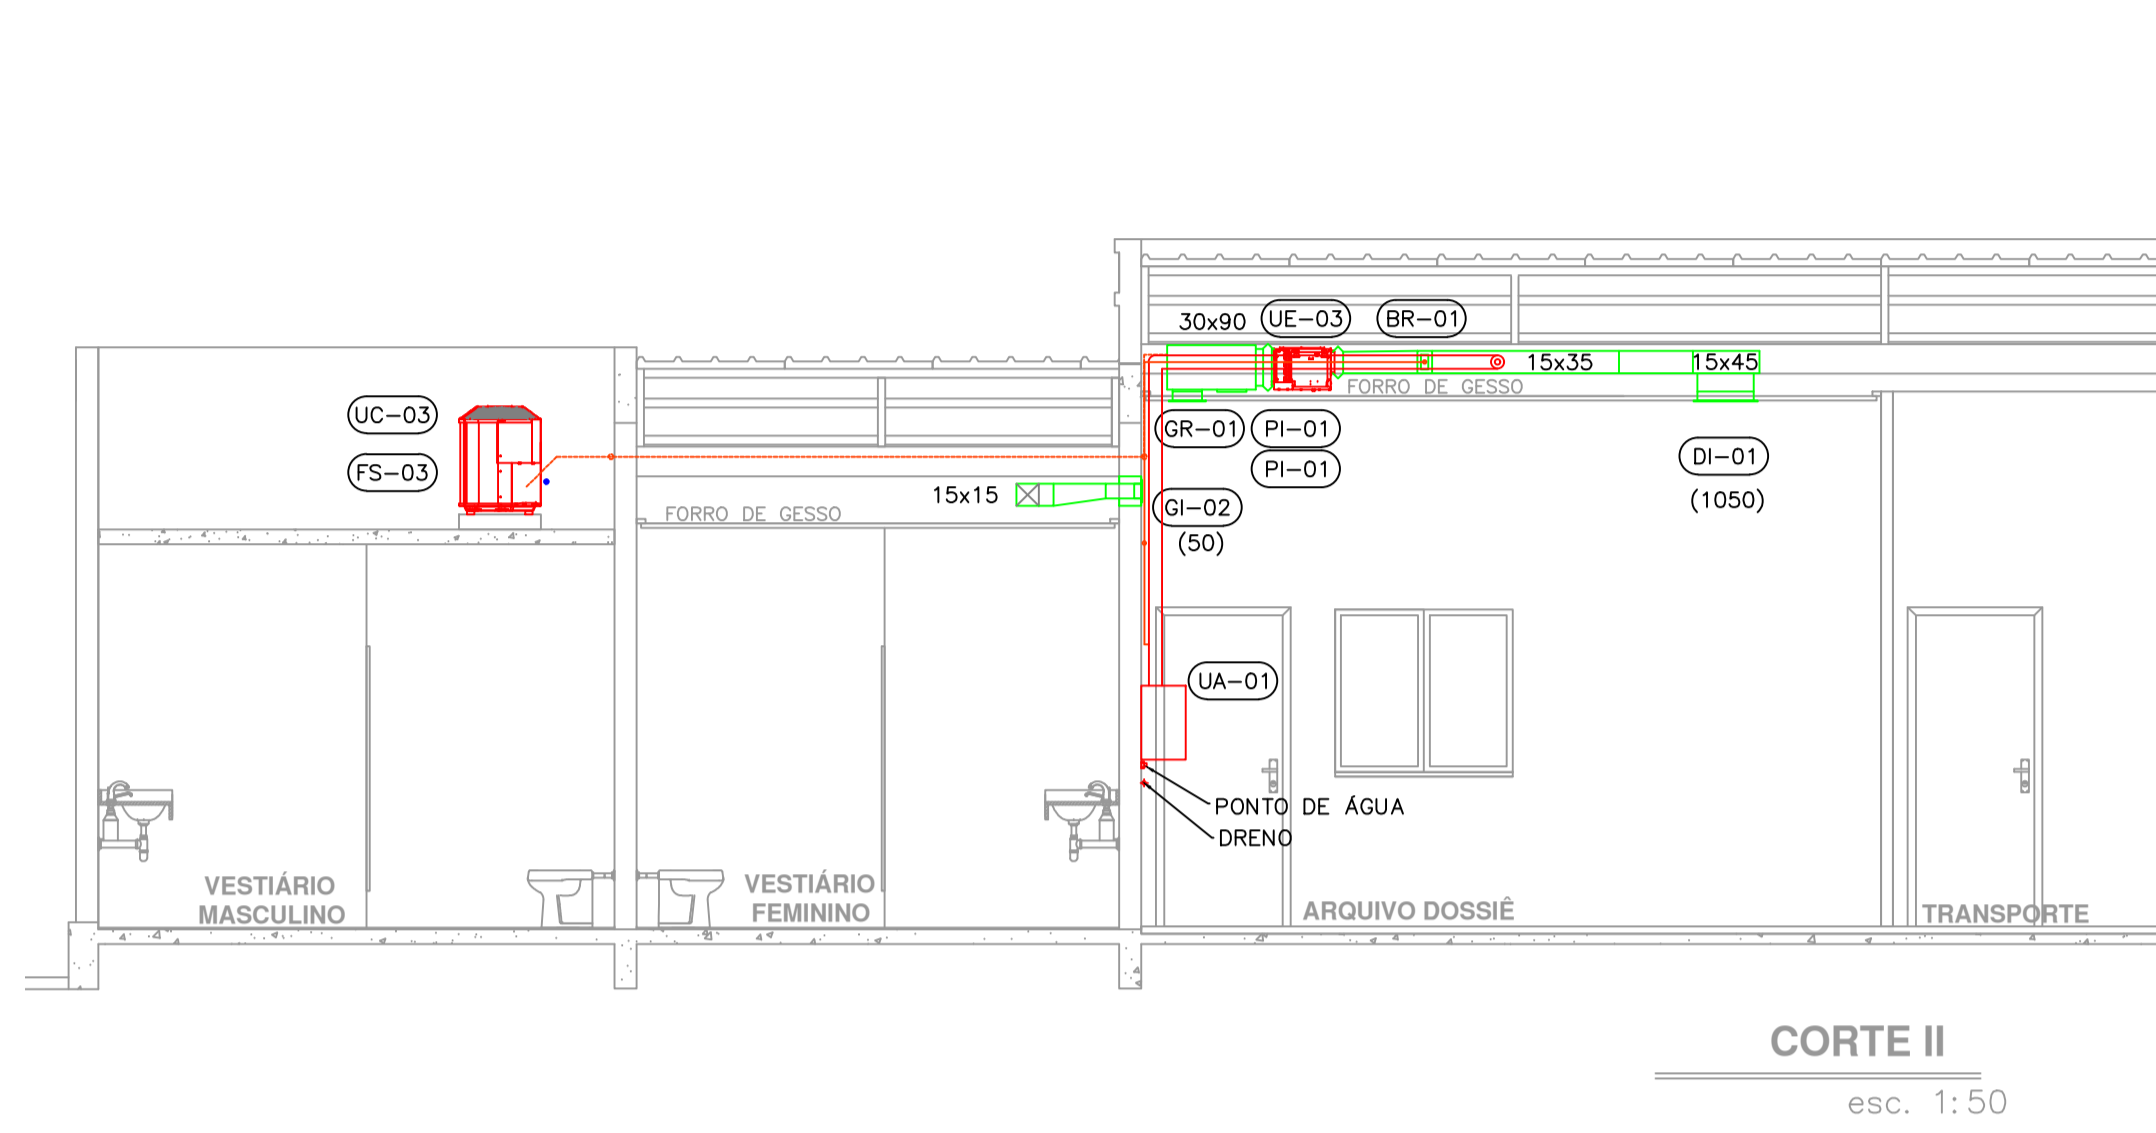 30x90
UE-03
BR-01
15x35
15x45
FORRO DE GESSO
UC-03
GR-01
PI-01
FS-03
PI-01
DI-01
(1050)
15x15
GI-02
FORRO DE GESSO
(50)
UA-01
PONTO DE ÁGUA
DRENO
VESTIÁRIO
MASCULINO
VESTIÁRIO
FEMININO
ARQUIVO DOSSIÊ
TRANSPORTE
CORTE II
esc. 1:50